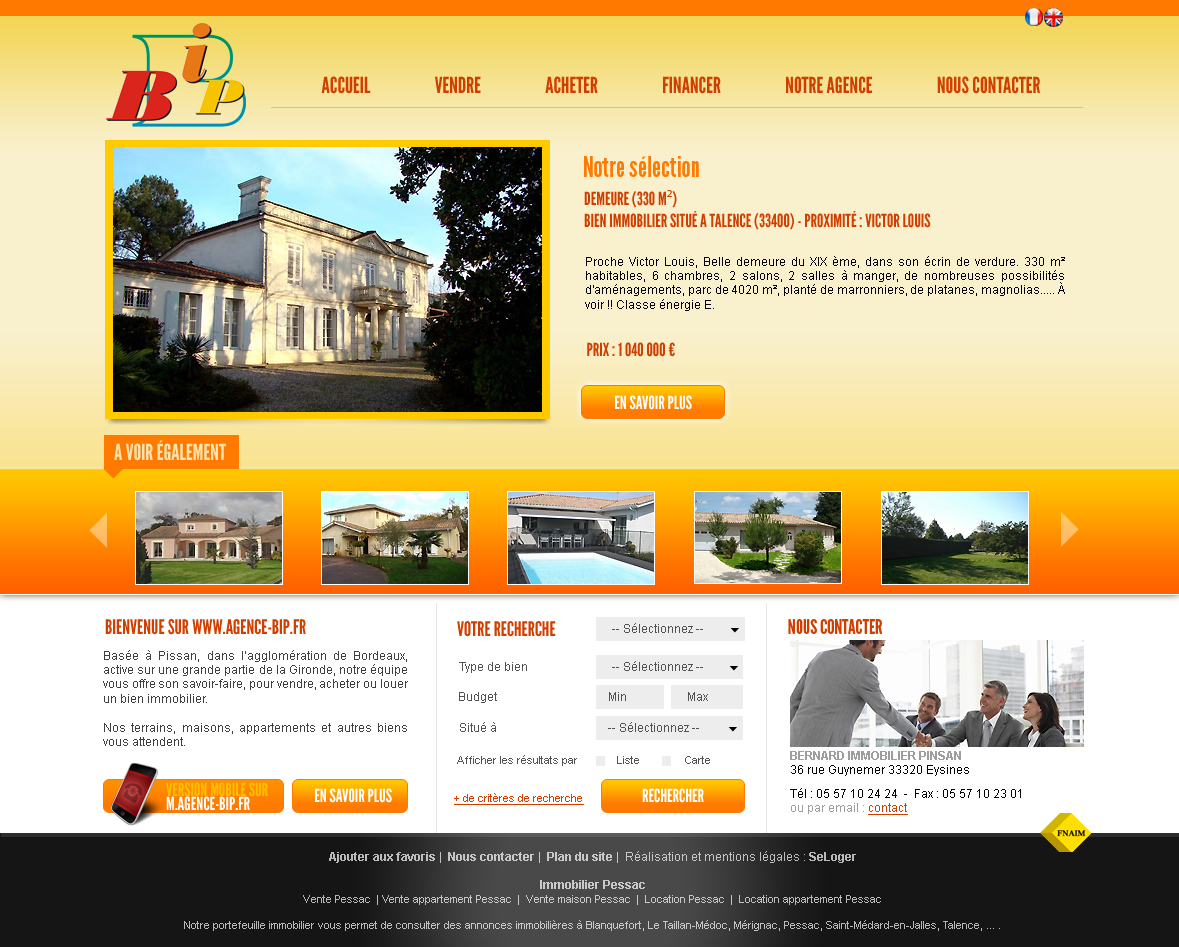 BiP
ACCUEIL VENDRE ACHETER FINANCER NOTRE AGENCE NOUS CONTACTER
Notre sélection
DEMEURE (330 M²)
BIEN IMMOBILIER SITUÉ A TALENCE (33400) - PROXIMITÉ : VICTOR LOUIS
Proche Victor Louis, Belle demeure du XIX ème, dans son écrin de verdure. 330 m²
habitables, 6 chambres, 2 salons, 2 salles à manger, de nombreuses possibilités
d'aménagements, parc de 4020 m², planté de marronniers, de platanes, magnolias..... À
voir !! Classe énergie E.
PRIX : 1 040 000 €
EN SAVOIR PLUS
A VOIR ÉGALEMENT
BIENVENUE SUR WWW.AGENCE-BIP.FR
Basée à Pissan, dans l'agglomération de Bordeaux,
active sur une grande partie de la Gironde, notre équipe
vous offre son savoir-faire, pour vendre, acheter ou louer
un bien immobilier.
Nos terrains, maisons, appartements et autres biens
vous attendent.
VERSION MOBILE SUR
M.AGENCE-BIP.FR
EN SAVOIR PLUS
VOTRE RECHERCHE -- Sélectionnez --
Type de bien -- Sélectionnez --
Budget Min Max
Situé à -- Sélectionnez --
Afficher les résultats par Liste Carte
+ de critères de recherche RECHERCHER
NOUS CONTACTER
BERNARD IMMOBILIER PINSAN
36 rue Guynemer 33320 Eysines
Tél : 05 57 10 24 24 - Fax : 05 57 10 23 01
ou par email : contact
FNAIM
Ajouter aux favoris | Nous contacter | Plan du site | Réalisation et mentions légales : SeLoger
Immobilier Pessac
Vente Pessac | Vente appartement Pessac | Vente maison Pessac | Location Pessac | Location appartement Pessac
Notre portefeuille immobilier vous permet de consulter des annonces immobilières à Blanquefort, Le Taillan-Médoc, Mérignac, Pessac, Saint-Médard-en-Jalles, Talence, ... .